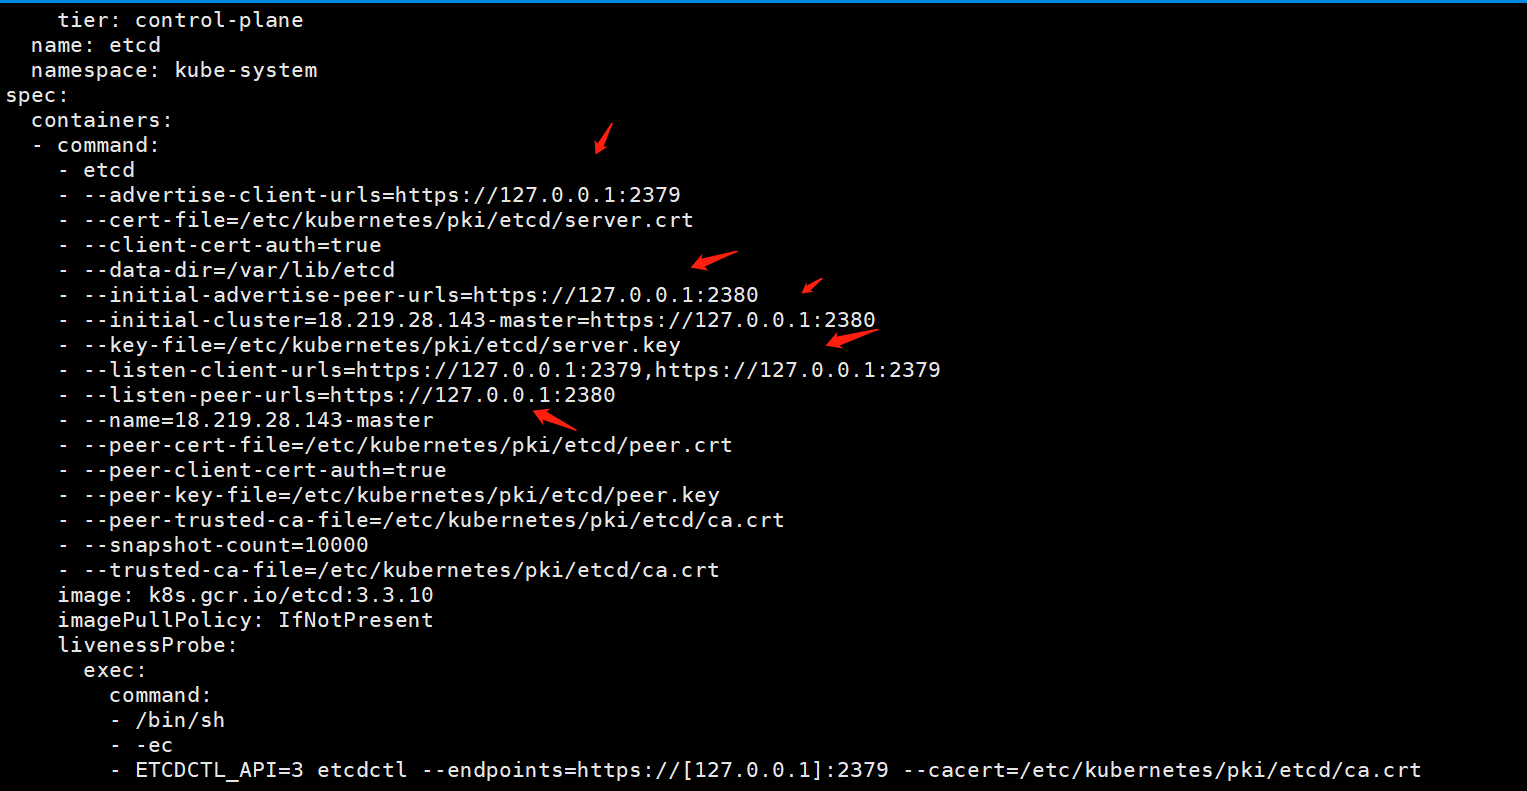 tier: control-plane
name: etcd
namespace: kube-system
spec:
containers:
- command:
- etcd
- --advertise-client-urls=https://127.0.0.1:2379
- --cert-file=/etc/kubernetes/pki/etcd/server.crt
- --client-cert-auth=true
- --data-dir=/var/lib/etcd
- --initial-advertise-peer-urls=https://127.0.0.1:2380
- --initial-cluster=18.219.28.143-master=https://127.0.0.1:2380
- --key-file=/etc/kubernetes/pki/etcd/server.key
- --listen-client-urls=https://127.0.0.1:2379,https://127.0.0.1:2379
- --listen-peer-urls=https://127.0.0.1:2380
- --name=18.219.28.143-master
- --peer-cert-file=/etc/kubernetes/pki/etcd/peer.crt
- --peer-client-cert-auth=true
- --peer-key-file=/etc/kubernetes/pki/etcd/peer.key
- --peer-trusted-ca-file=/etc/kubernetes/pki/etcd/ca.crt
- --snapshot-count=10000
- --trusted-ca-file=/etc/kubernetes/pki/etcd/ca.crt
image: k8s.gcr.io/etcd:3.3.10
imagePullPolicy: IfNotPresent
livenessProbe:
exec:
command:
- /bin/sh
- -ec
- ETCDCTL_API=3 etcdctl --endpoints=https://[127.0.0.1]:2379 --cacert=/etc/kubernetes/pki/etcd/ca.crt